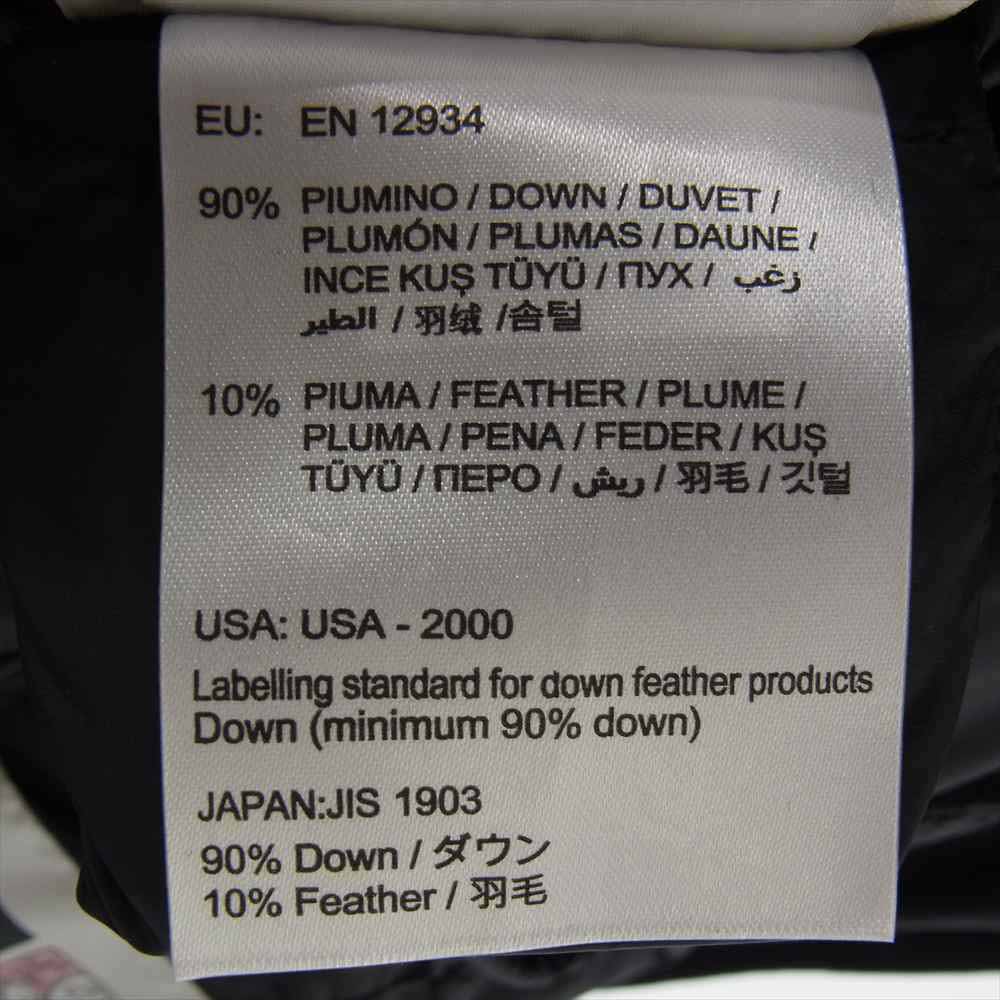 EU: EN 12934
90% PIUMINO / DOWN / DUVET /
PLUMÓN / PLUMAS / DAUNE /
INCE KUŞ TÜYÜ / ПУХ / زغب
الطير / 羽绒 /솜털
10% PIUMA / FEATHER / PLUME /
PLUMA / PENA / FEDER / KUŞ
TÜYÜ / ПЕРО / ريش / 羽毛 / 깃털
USA: USA - 2000
Labelling standard for down feather products
Down (minimum 90% down)
JAPAN:JIS 1903
90% Down / ダウン
10% Feather / 羽毛